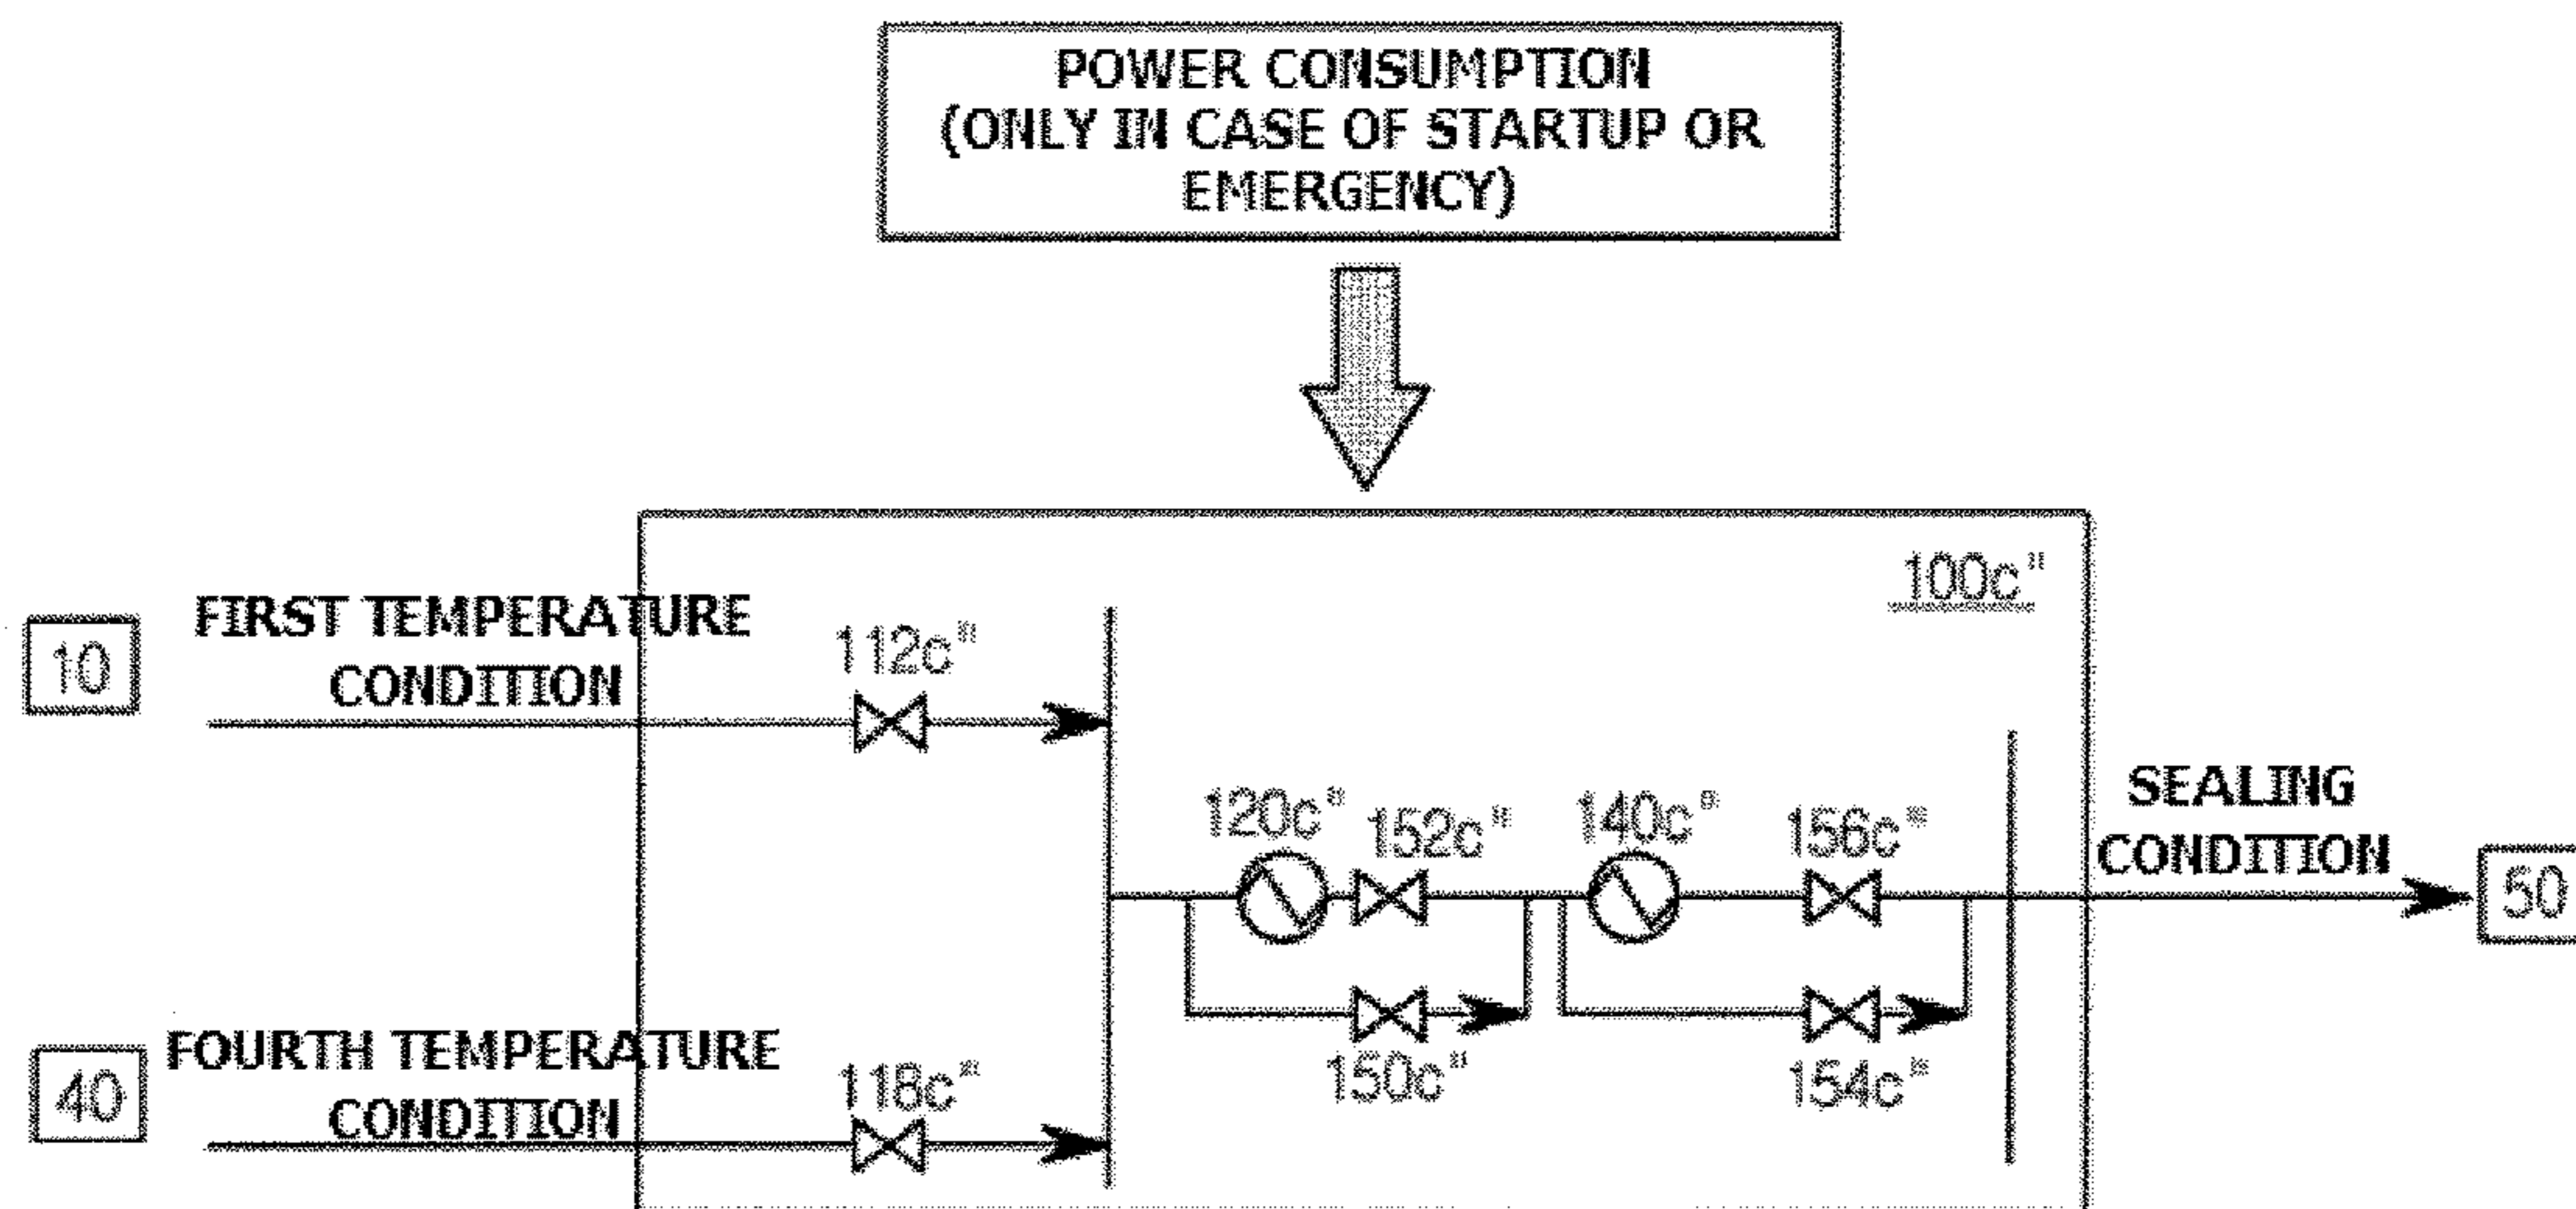 POWER CONSUMPTION
(ONLY IN CASE OF STARTUP OR
EMERGENCY)
100c"
10
FIRST TEMPERATURE
CONDITION
112c"
120c"
152c"
140c"
156c"
SEALING
CONDITION
50
150c"
154c"
40
FOURTH TEMPERATURE
CONDITION
118c"